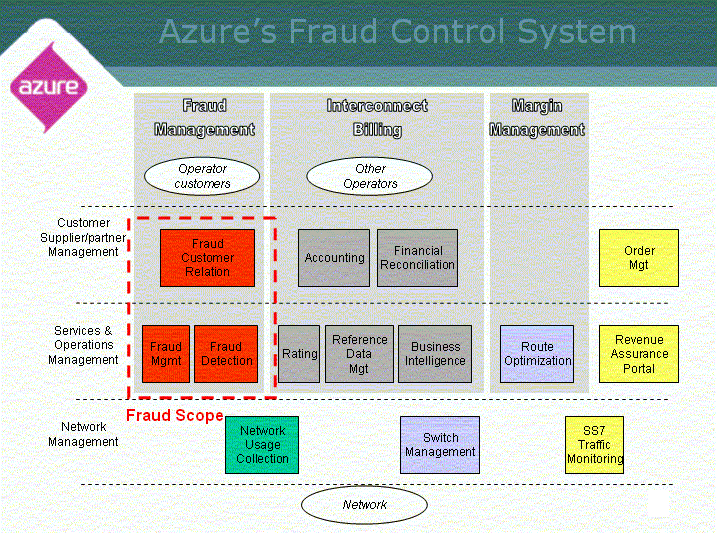 Azure's Fraud Control System
azure
Fraud
Management
Interconnect
Billing
Margin
Management
Operator
customers
Other
Operators
Customer
Supplier/partner
Management
Fraud
Customer
Relation
Accounting
Financial
Reconciliation
Order
Mgt
Services &
Operations
Management
Fraud
Mgmt
Fraud
Detection
Rating
Reference
Data
Mgt
Business
Intelligence
Route
Optimization
Revenue
Assurance
Portal
Fraud Scope
Network
Management
Network
Usage
Collection
Switch
Management
SS7
Traffic
Monitoring
Network